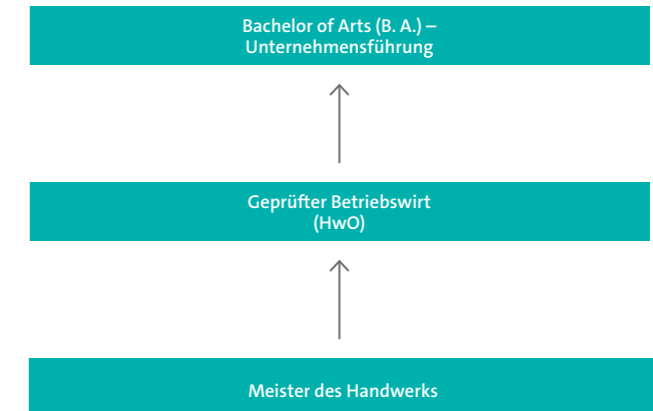 Bachelor of Arts (B. A.) –
Unternehmensführung
Geprüfter Betriebswirt
(HwO)
Meister des Handwerks